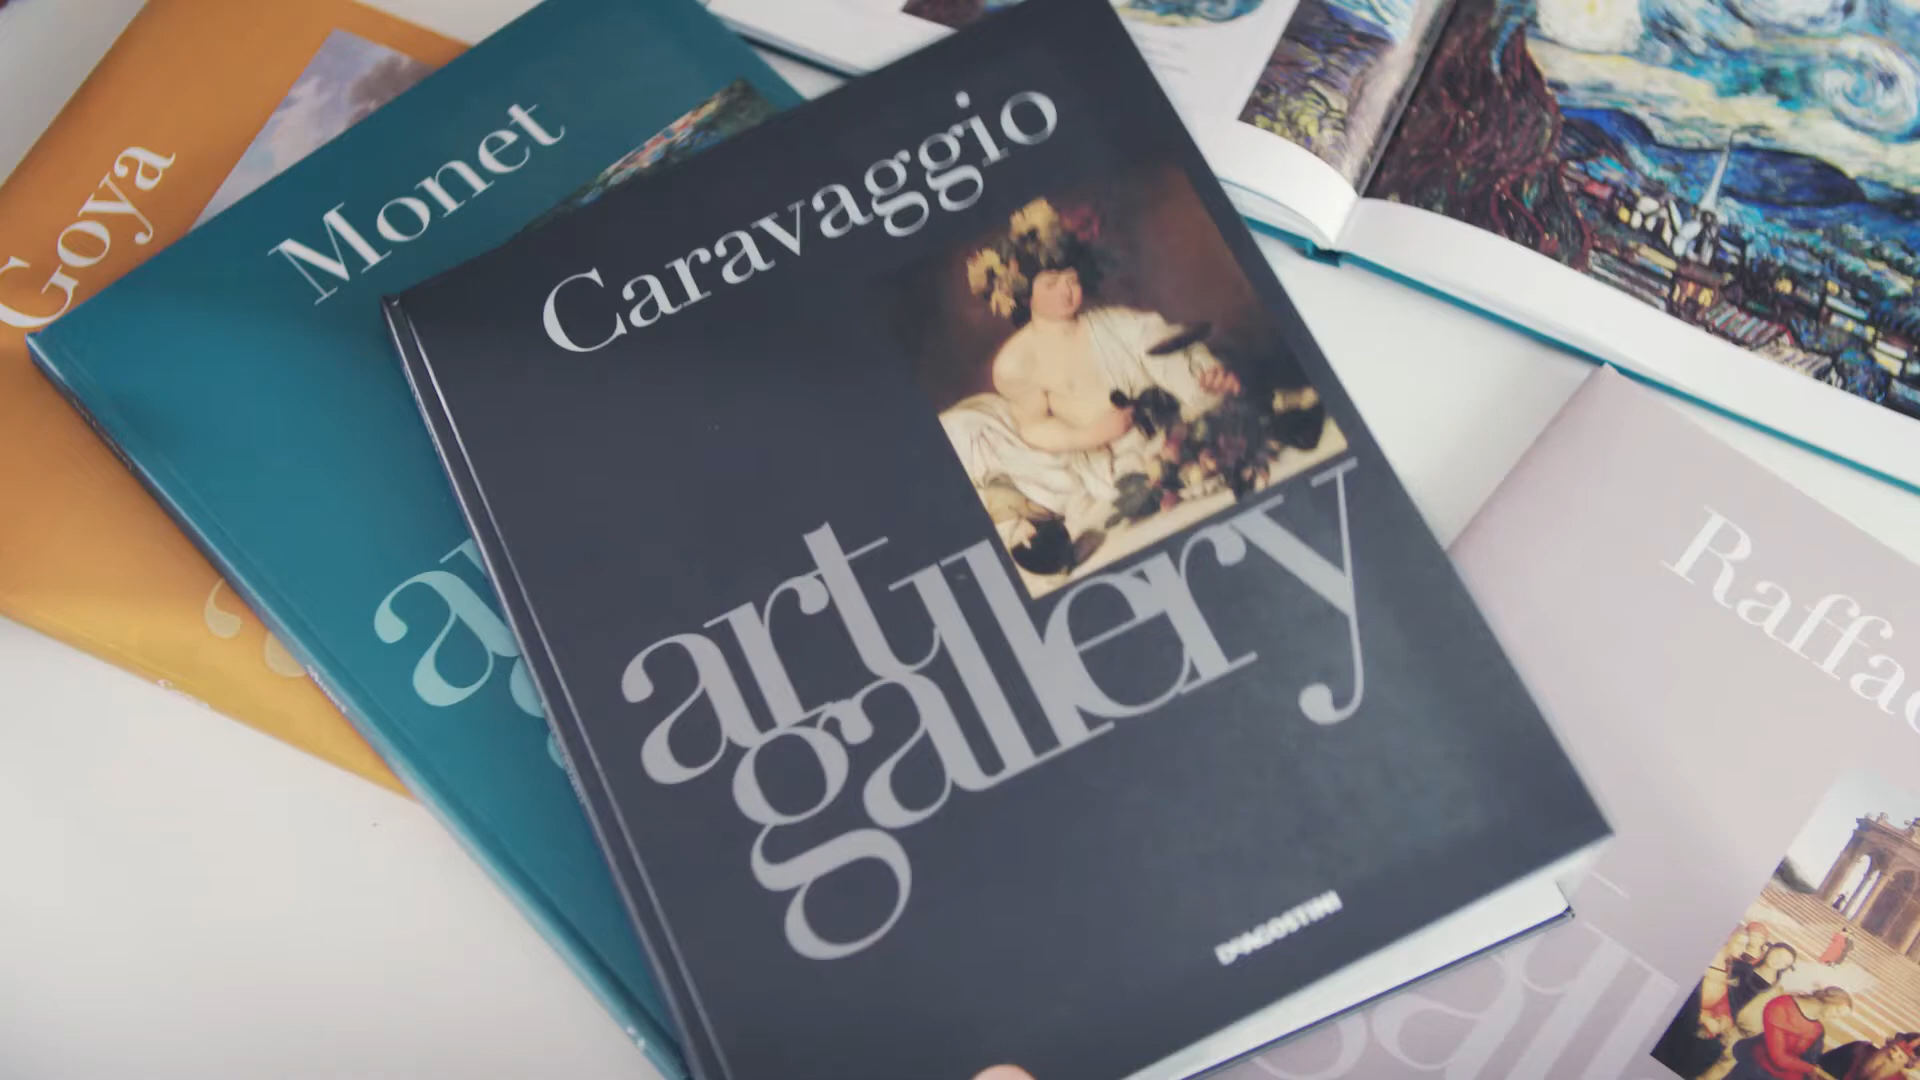 Goya
Monet
Caravaggio
art
gallery
DeAGOSTINI
Raffae